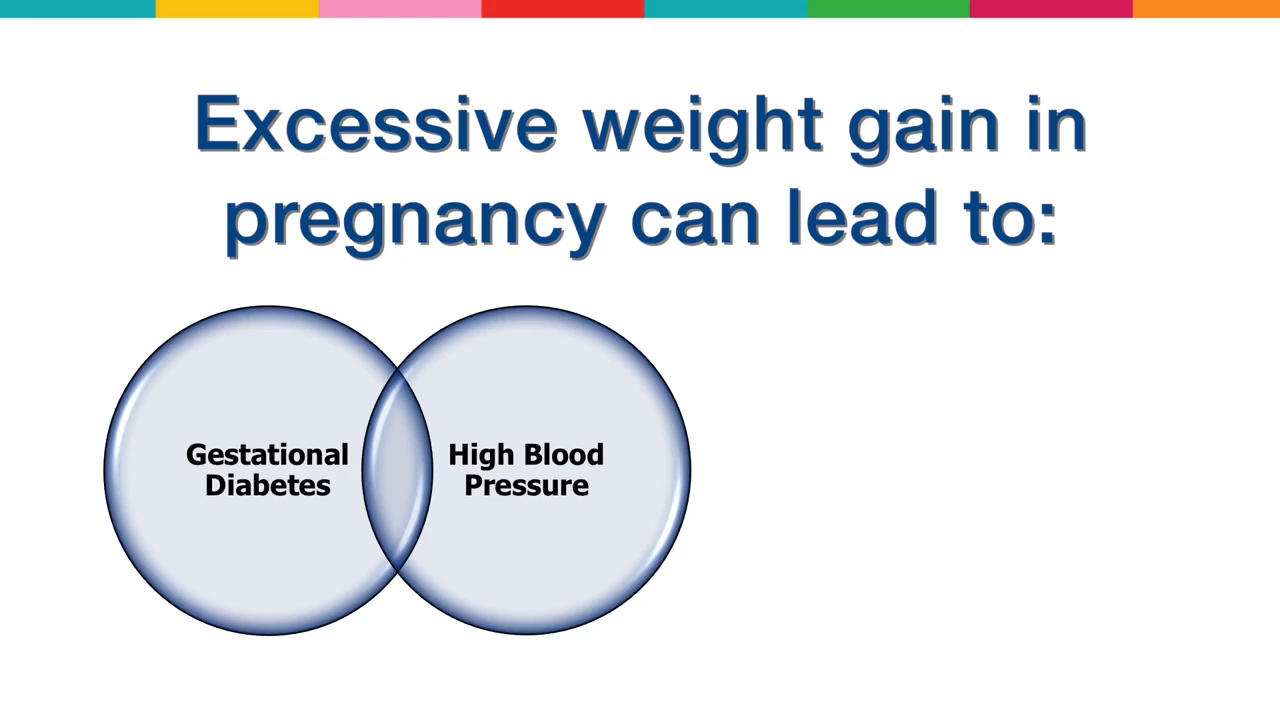 Excessive weight gain in
pregnancy can lead to:
Gestational
Diabetes
High Blood
Pressure